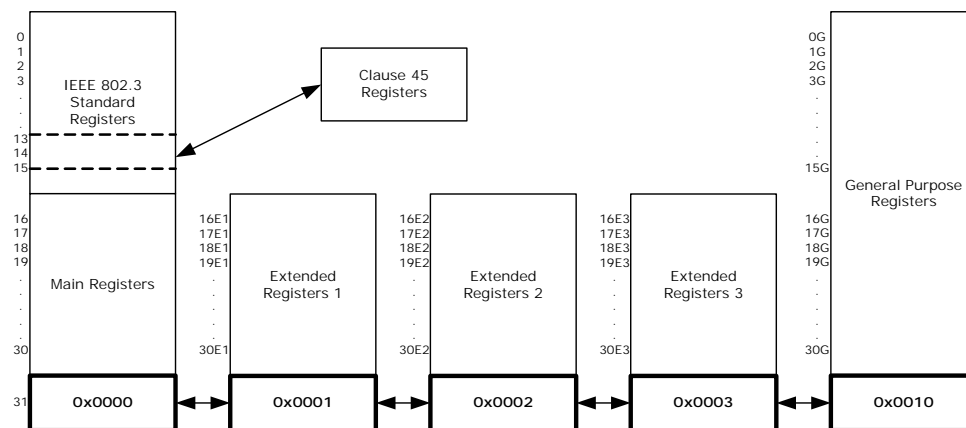 0
1
2
3
.
.
.
13
14
15
IEEE 802.3
Standard
Registers
Clause 45
Registers
16
17
18
19
.
.
.
.
.
30
Main Registers
16E1
17E1
18E1
19E1
.
.
.
.
.
30E1
Extended
Registers 1
16E2
17E2
18E2
19E2
.
.
.
.
.
30E2
Extended
Registers 2
16E3
17E3
18E3
19E3
.
.
.
.
.
30E3
Extended
Registers 3
0G
1G
2G
3G
.
.
.
.
.
15G
16G
17G
18G
19G
.
.
.
.
.
30G
General Purpose
Registers
31
0x0000
0x0001
0x0002
0x0003
0x0010